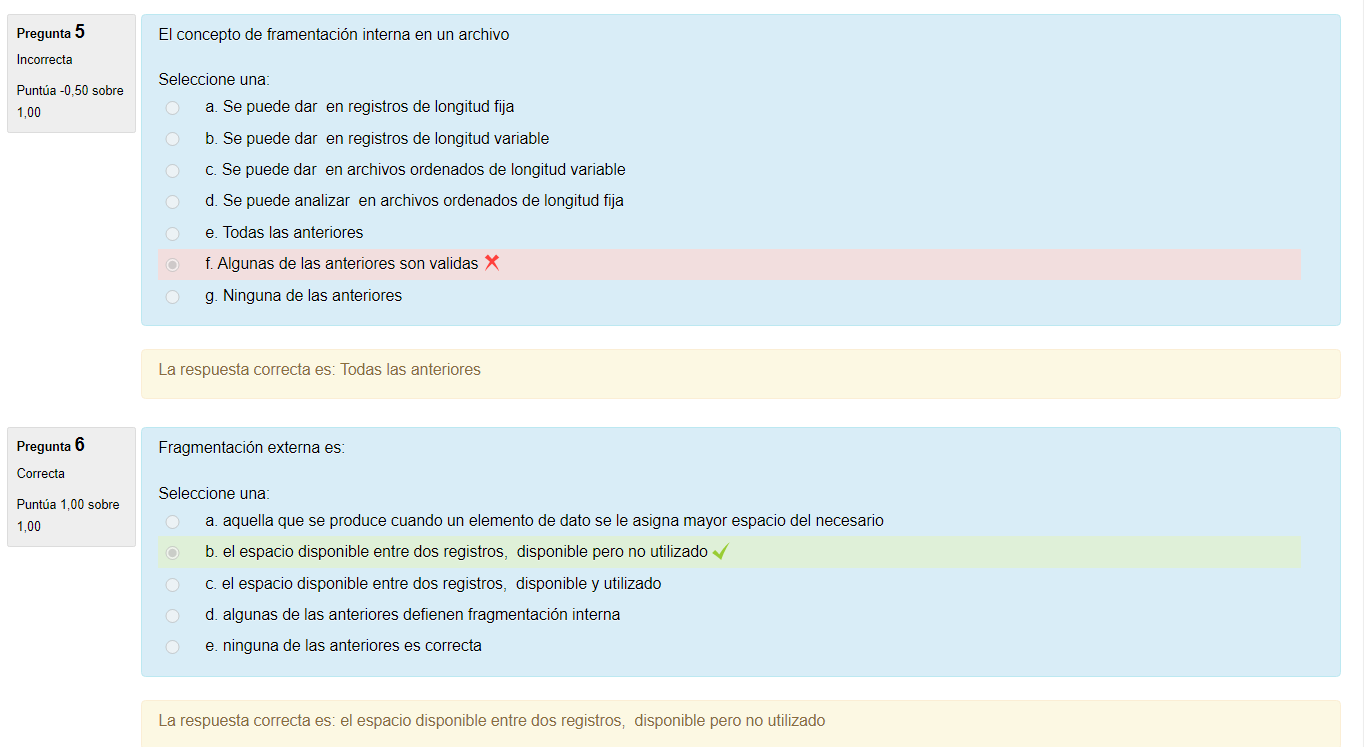 Pregunta 5
Incorrecta
Puntúa -0,50 sobre
1,00
El concepto de framentación interna en un archivo
Seleccione una:
a. Se puede dar  en registros de longitud fija
b. Se puede dar  en registros de longitud variable
c. Se puede dar  en archivos ordenados de longitud variable
d. Se puede analizar  en archivos ordenados de longitud fija
e. Todas las anteriores
f. Algunas de las anteriores son validas
g. Ninguna de las anteriores
La respuesta correcta es: Todas las anteriores
Pregunta 6
Correcta
Puntúa 1,00 sobre
1,00
Fragmentación externa es:
Seleccione una:
a. aquella que se produce cuando un elemento de dato se le asigna mayor espacio del necesario
b. el espacio disponible entre dos registros,  disponible pero no utilizado
c. el espacio disponible entre dos registros,  disponible y utilizado
d. algunas de las anteriores defienen fragmentación interna
e. ninguna de las anteriores es correcta
La respuesta correcta es: el espacio disponible entre dos registros,  disponible pero no utilizado